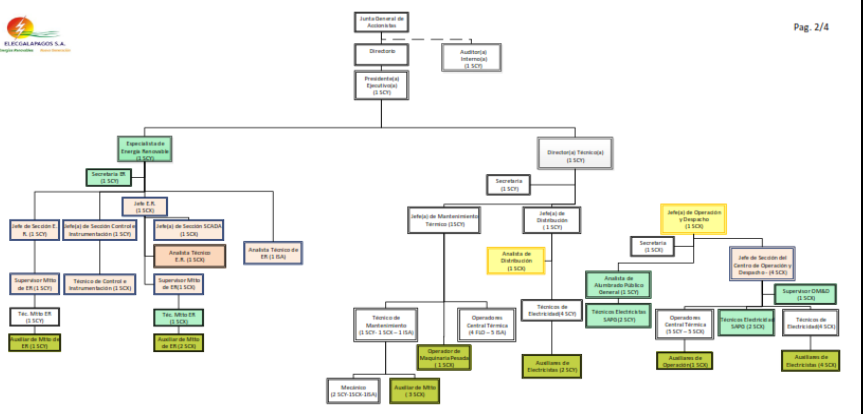 Pag. 2/4
ELECGALAPAGOS S.A.
Junta General de
Accionistas
Directorio
Auditor(a)
Interno(a)
(1 SCY)
Presidente(a)
Ejecutivo(a)
(1 SCY)
Especialista de
Energía Renovable
(1 SCY)
Secretaria ER
(1 SCY)
Jefe E.R.
(1 SCX)
Jefe de Sección E.
R. (1 SCY)
Jefe(a) de Sección Control e
Instrumentación (1 SCY)
Jefe(a) de Sección SCADA
(1 SCX)
Analista Técnico
E.R. (1 SCX)
Analista Técnico de
ER (1 ISA)
Supervisor Mtto
de ER (1 SCY)
Técnico de Control e
Instrumentación (1 SCX)
Supervisor Mtto
de ER(1 SCX)
Téc. Mtto ER
(1 SCY)
Téc. Mtto ER
(1 SCX)
Auxiliar de Mtto de
ER (1 SCY)
Auxiliar de Mtto
de ER (2 SCX)
Director(a) Técnico(a)
(1 SCY)
Secretaria
(1 SCY)
Jefe(a) de Mantenimiento
Térmico (1SCY)
Jefe(a) de
Distribución
( 1 SCY)
Analista de
Distribución
(1 SCX)
Técnico de
Mantenimiento
(1 SCY- 1 SCX – 1 ISA)
Operadores
Central Térmica
(4 FLO – 5 ISA)
Técnicos de
Electricidad(4 SCY)
Operador de
Maquinaria Pesada
( 1 SCX)
Auxiliares de
Electricistas (2 SCY)
Mecánico
(2 SCY-1SCX-1ISA)
Auxiliar de Mtto
( 3 SCX)
Jefe(a) de Operación
y Despacho
(1 SCX)
Secretaria
(1 SCX)
Jefe de Sección del
Centro de Operación y
Despacho - (4 SCX)
Analista de
Alumbrado Público
General (1 SCY)
Supervisor OM&D
(1 SCX)
Técnicos Electricistas
SAPG (2 SCY)
Operadores
Central Térmica
(5 SCY – 5 SCX)
Técnicos Electricistas
SAPG (2 SCX)
Técnicos de
Electricidad(4 SCX)
Auxiliares de
Operación(1 SCX)
Auxiliares de
Electricistas (4 SCX)